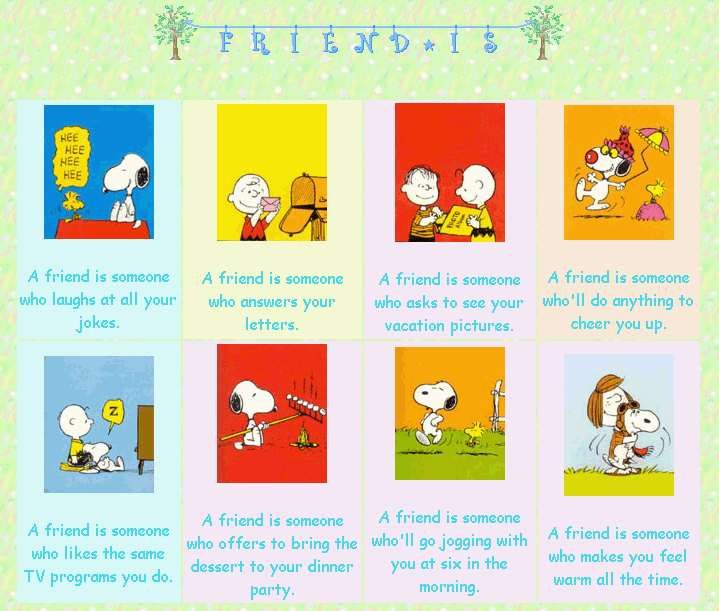 FRIEND★IS
HEE
HEE
HEE
HEE
A friend is someone
who laughs at all your
jokes.
A friend is someone
who answers your
letters.
PHOTO
ALBUM
A friend is someone
who asks to see your
vacation pictures.
A friend is someone
who'll do anything to
cheer you up.
Z
A friend is someone
who likes the same
TV programs you do.
A friend is someone
who offers to bring the
dessert to your dinner
party.
A friend is someone
who'll go jogging with
you at six in the
morning.
A friend is someone
who makes you feel
warm all the time.